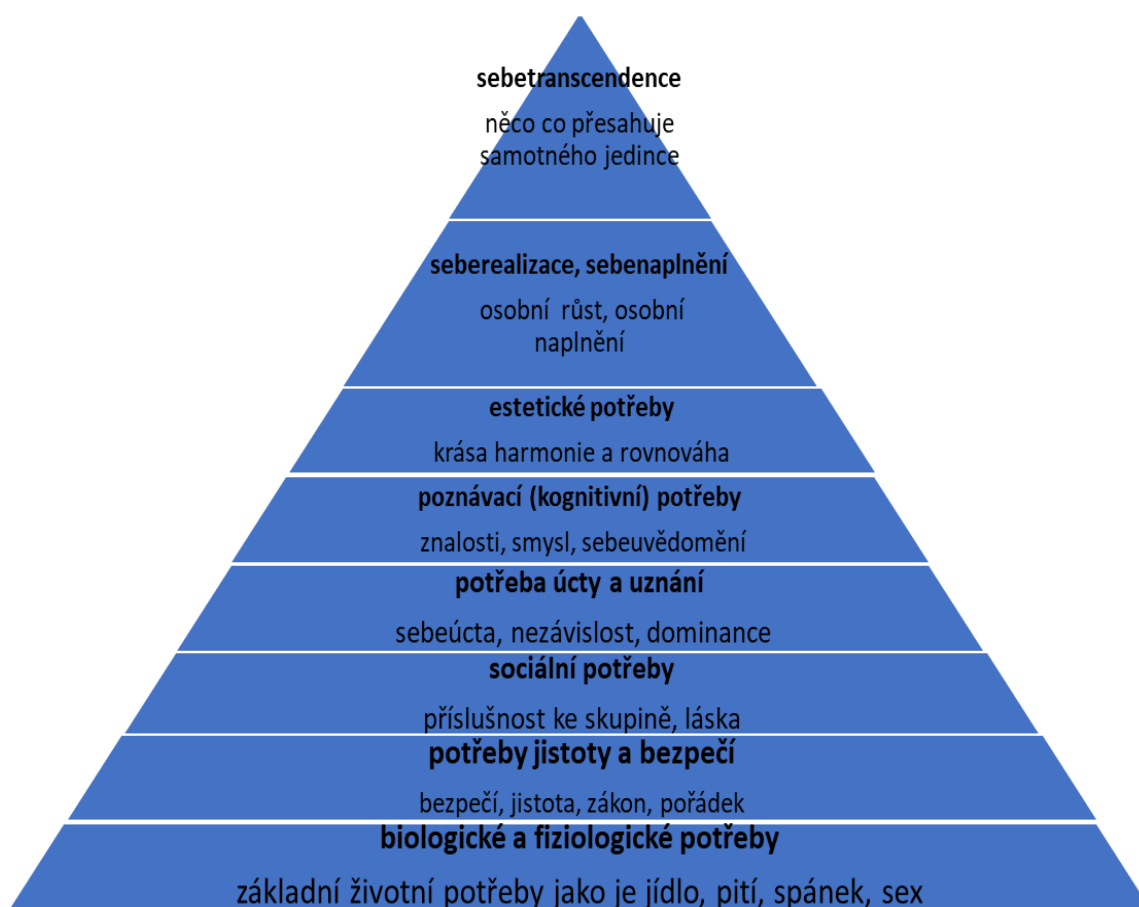 sebetranscendence
něco co přesahuje
samotného jedince
seberealizace, sebenaplnění
osobní růst, osobní
naplnění
estetické potřeby
krása harmonie a rovnováha
poznávací (kognitivní) potřeby
znalosti, smysl, sebeuvědomění
potřeba úcty a uznání
sebeúcta, nezávislost, dominance
sociální potřeby
příslušnost ke skupině, láska
potřeby jistoty a bezpečí
bezpečí, jistota, zákon, pořádek
biologické a fiziologické potřeby
základní životní potřeby jako je jídlo, pití, spánek, sex